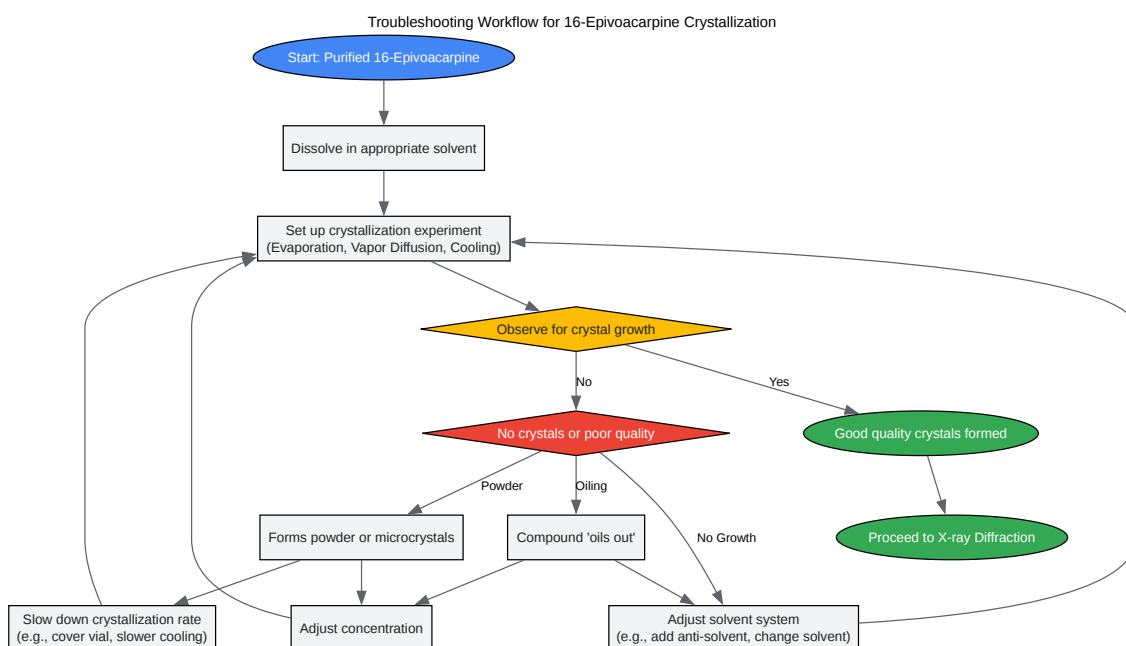 Troubleshooting Workflow for 16-Epivoacarpine Crystallization
Start: Purified 16-Epivoacarpine
Dissolve in appropriate solvent
Set up crystallization experiment
(Evaporation, Vapor Diffusion, Cooling)
Observe for crystal growth
No
Yes
No crystals or poor quality
Good quality crystals formed
Powder
Oiling
No Growth
Forms powder or microcrystals
Compound 'oils out'
Proceed to X-ray Diffraction
Slow down crystallization rate
(e.g., cover vial, slower cooling)
Adjust concentration
Adjust solvent system
(e.g., add anti-solvent, change solvent)